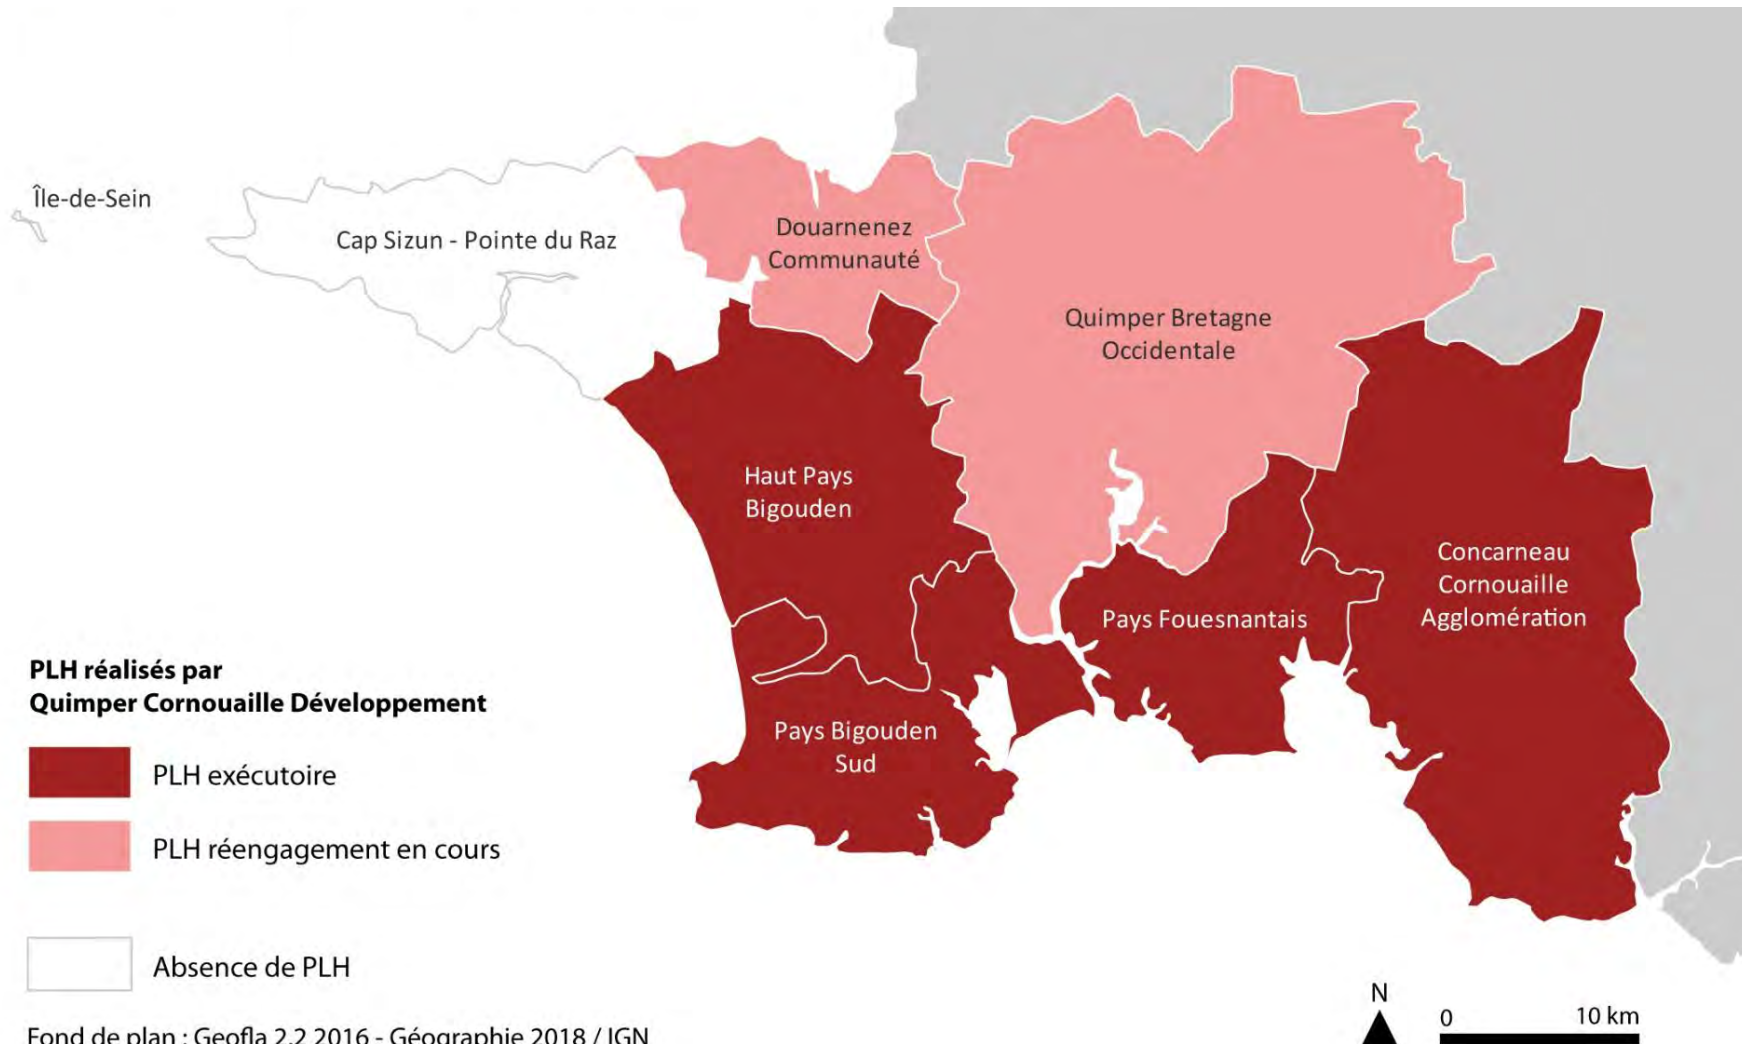 Île-de-Sein
Cap Sizun - Pointe du Raz
Douarnenez
Communauté
Quimper Bretagne
Occidentale
Haut Pays
Bigouden
Concarneau
Cornouaille
Agglomération
Pays Fouesnantais
Pays Bigouden
Sud
PLH réalisés par
Quimper Cornouaille Développement
PLH exécutoire
PLH réengagement en cours
Absence de PLH
Fond de plan : Geofla 2.2 2016 - Géographie 2018 / IGN
N
0 10 km